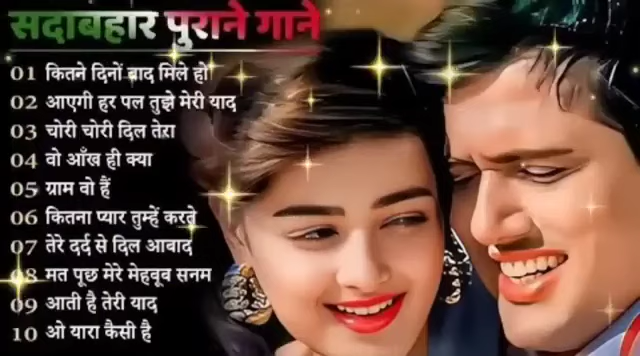 सदाबहार पुराने गाने
01 कितने दिनों बाद मिले हो
02 आएगी हर पल तुझे मेरी याद
03 चोरी चोरी दिल तेरा
04 वो आँख ही क्या
05 ग्राम वो हैं
06 कितना प्यार तुम्हें करते
07 तेरे दर्द से दिल आबाद
08 मत पूछ मेरे मेहबूब सनम
09 आती है तेरी याद
10 ओ यारा कैसी है